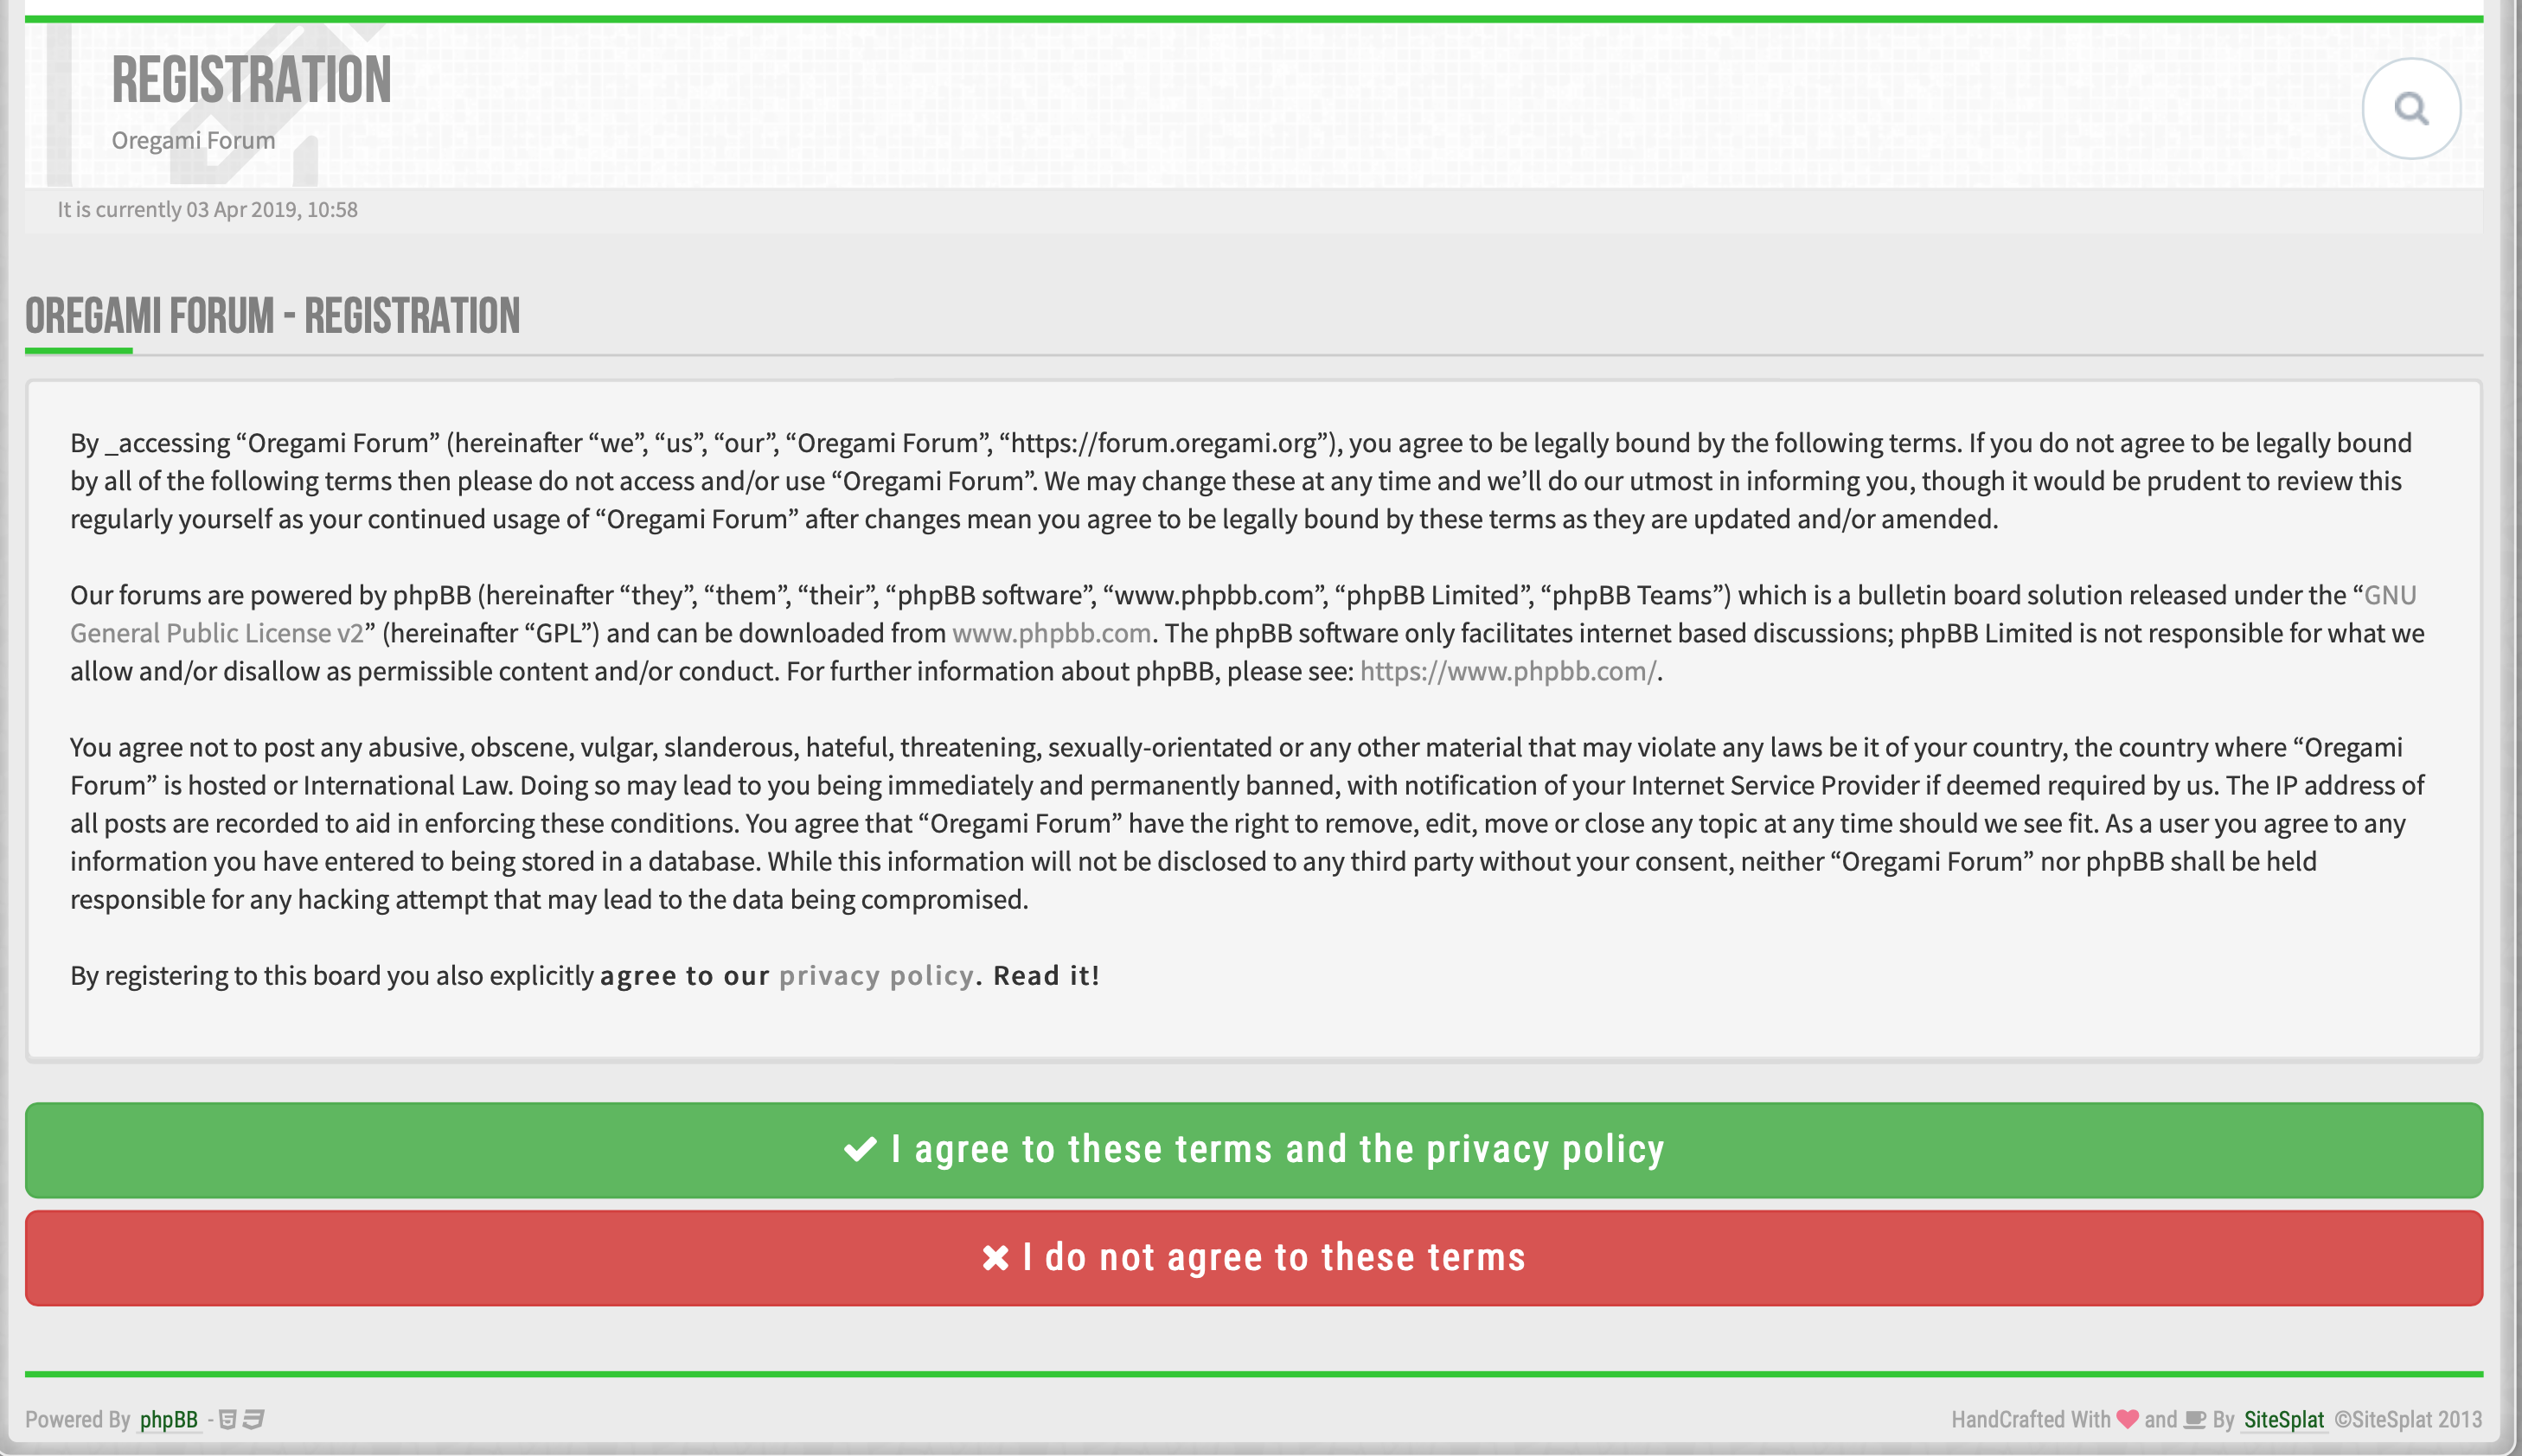 REGISTRATION
Oregami Forum
It is currently 03 Apr 2019, 10:58
OREGAMI FORUM - REGISTRATION
By _accessing “Oregami Forum” (hereinafter “we”, “us”, “our”, “Oregami Forum”, “https://forum.oregami.org”), you agree to be legally bound by the following terms. If you do not agree to be legally bound
by all of the following terms then please do not access and/or use “Oregami Forum”. We may change these at any time and we’ll do our utmost in informing you, though it would be prudent to review this
regularly yourself as your continued usage of “Oregami Forum” after changes mean you agree to be legally bound by these terms as they are updated and/or amended.
Our forums are powered by phpBB (hereinafter “they”, “them”, “their”, “phpBB software”, “www.phpbb.com”, “phpBB Limited”, “phpBB Teams”) which is a bulletin board solution released under the “GNU
General Public License v2” (hereinafter “GPL”) and can be downloaded from www.phpbb.com. The phpBB software only facilitates internet based discussions; phpBB Limited is not responsible for what we
allow and/or disallow as permissible content and/or conduct. For further information about phpBB, please see: https://www.phpbb.com/.
You agree not to post any abusive, obscene, vulgar, slanderous, hateful, threatening, sexually-orientated or any other material that may violate any laws be it of your country, the country where “Oregami
Forum” is hosted or International Law. Doing so may lead to you being immediately and permanently banned, with notification of your Internet Service Provider if deemed required by us. The IP address of
all posts are recorded to aid in enforcing these conditions. You agree that “Oregami Forum” have the right to remove, edit, move or close any topic at any time should we see fit. As a user you agree to any
information you have entered to being stored in a database. While this information will not be disclosed to any third party without your consent, neither “Oregami Forum” nor phpBB shall be held
responsible for any hacking attempt that may lead to the data being compromised.
By registering to this board you also explicitly agree to our privacy policy. Read it!
I agree to these terms and the privacy policy
I do not agree to these terms
Powered By phpBB -
HandCrafted With and By SiteSplat ©SiteSplat 2013